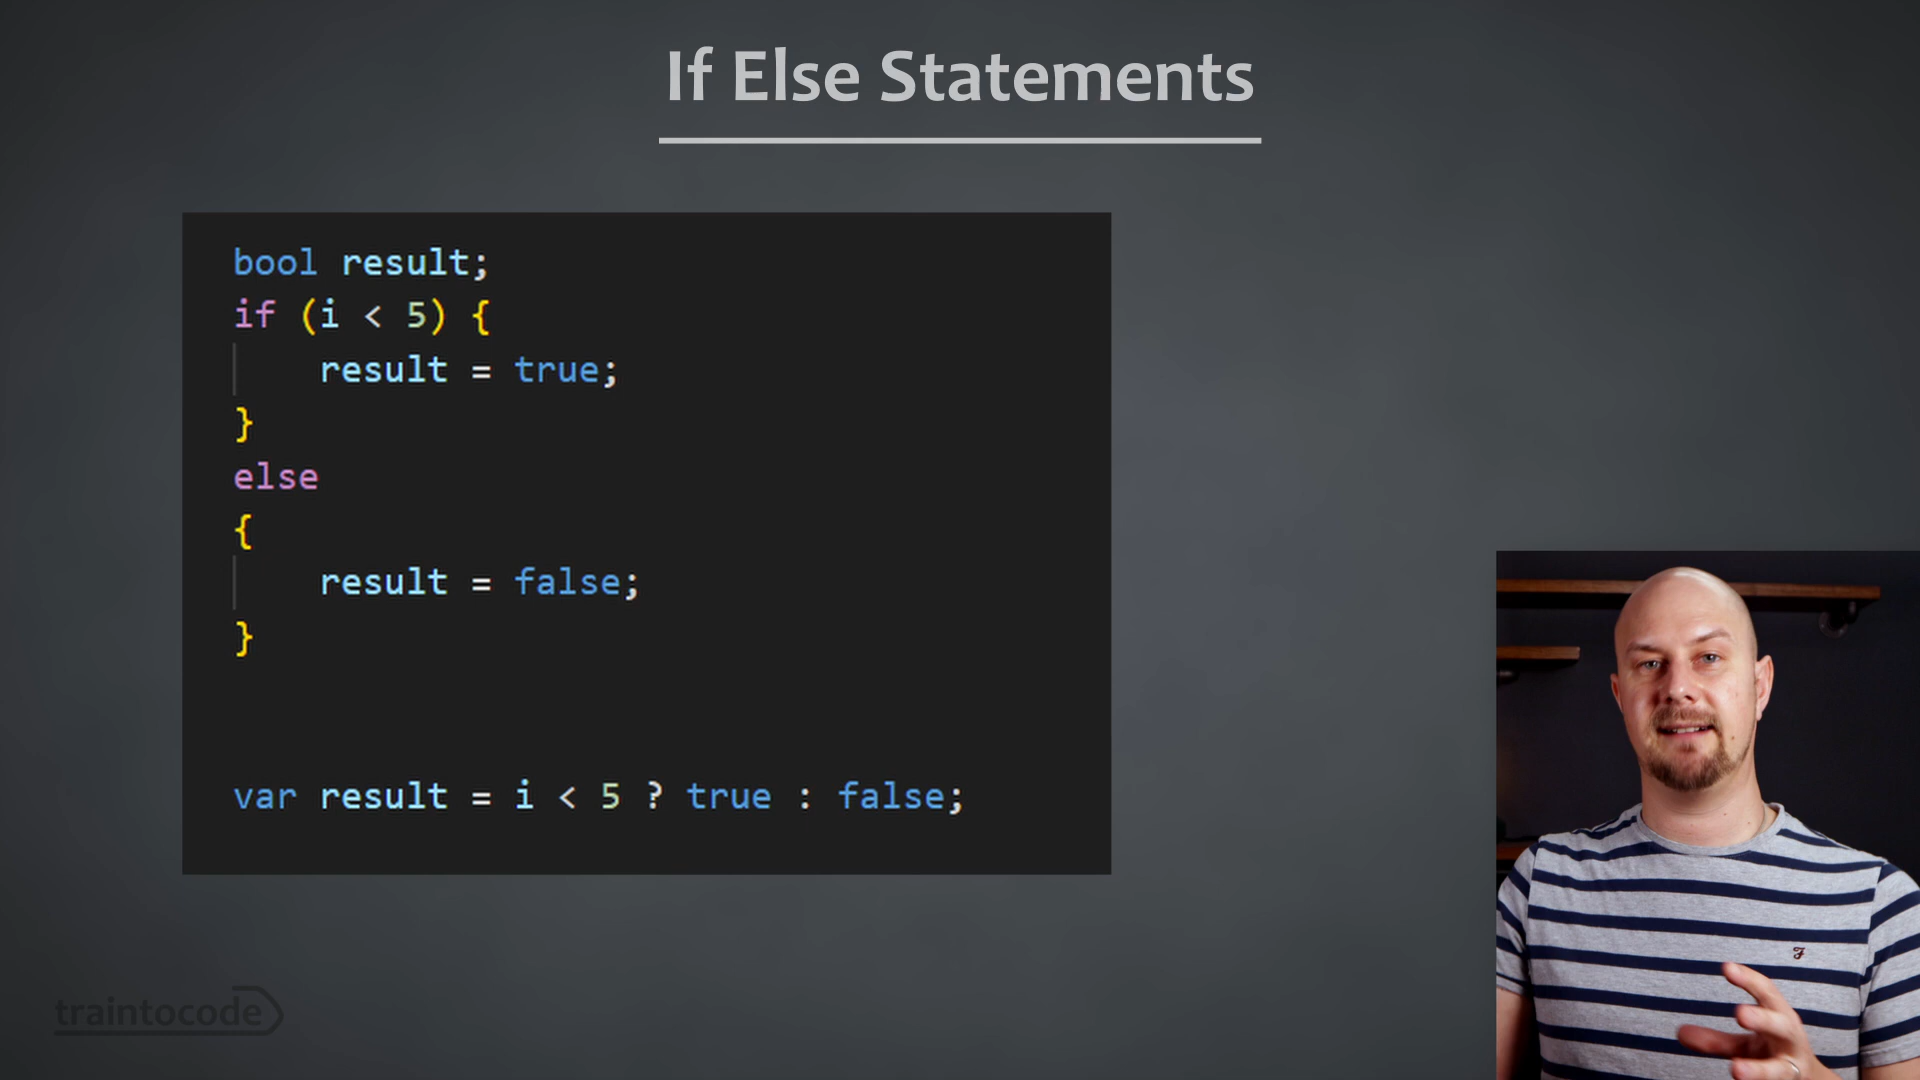 If Else Statements
bool result;
if (i < 5) {
    result = true;
}
else
{
    result = false;
}
var result = i < 5 ? true : false;
traintocode